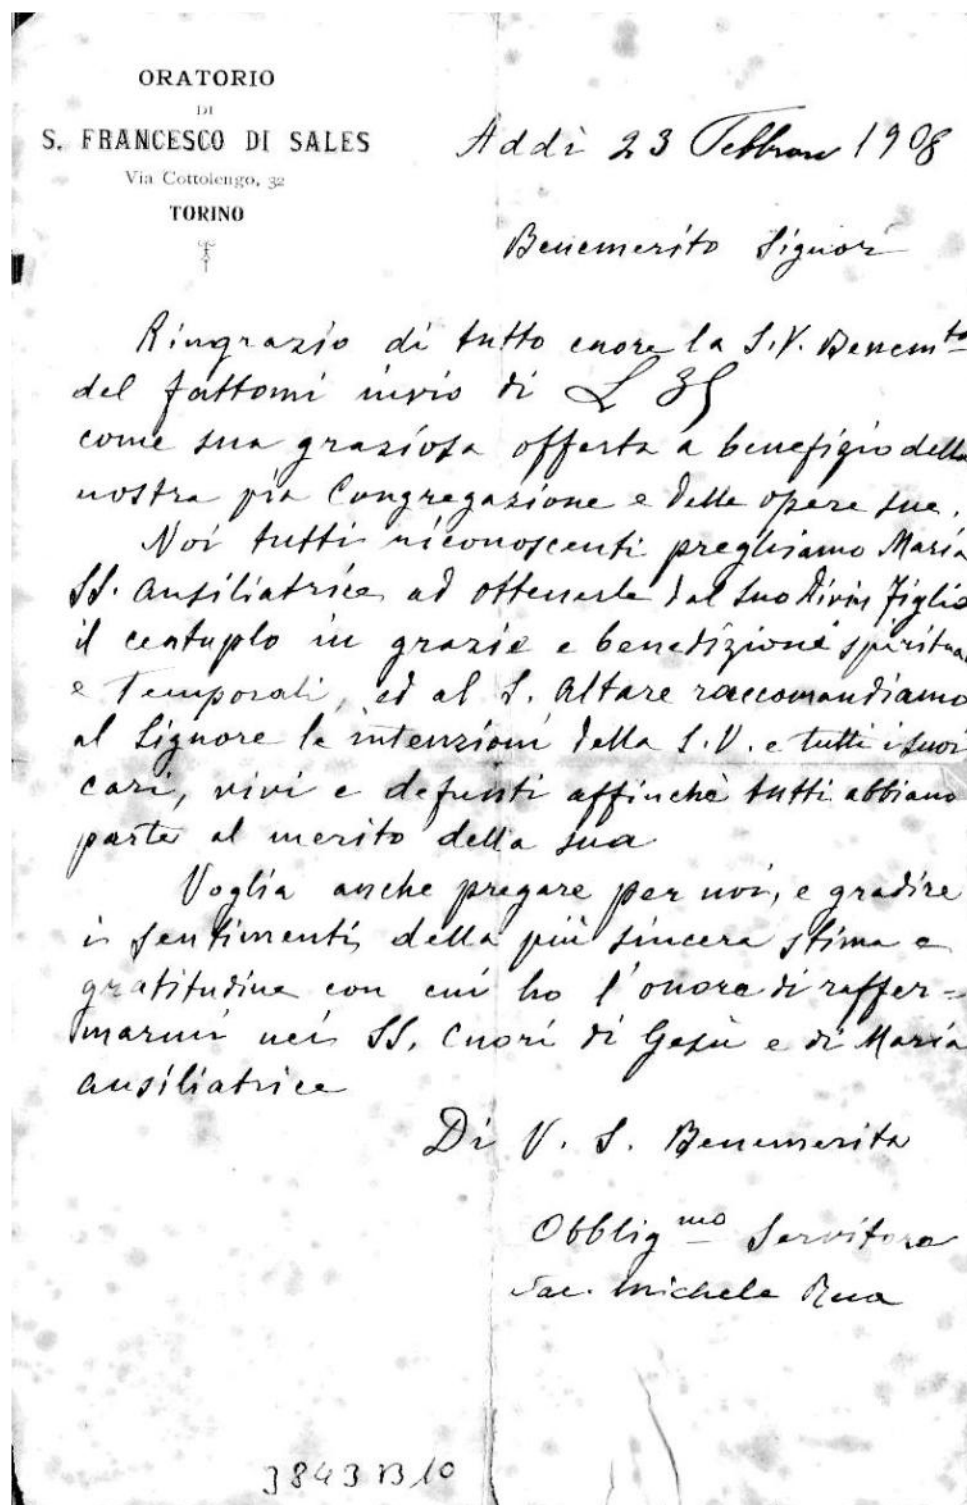 ORATORIO
DI
S. FRANCESCO DI SALES
Via Cottolengo, 32
TORINO
Addì 23 Febbraio 1908
Benemerito Signore
Ringrazio di tutto cuore la S.V. Benemta
del fattomi invio di L 35
come sua graziosa offerta a benefizio della
nostra pia Congregazione e delle opere sue.
Noi tutti riconoscenti preghiamo Maria
SS. Ausiliatrice ad ottenerle dal suo Divin Figlio
il centuplo in grazie e benedizioni spirituali
e Temporali, ed al S. Altare raccomandiamo
al Signore le intenzioni della S.V. e tutti i suoi
cari, vivi e defunti affinchè tutti abbiano
parte al merito della sua
Voglia anche pregare per noi, e gradire
i sentimenti della più sincera stima e
gratitudine con cui ho l'onore di raffer=
marmi nei SS. Cuori di Gesù e di Maria
Ausiliatrice
Di V. S. Benemerita
Obbligmo Servitore
Sac. Michele Rua
3843 B10